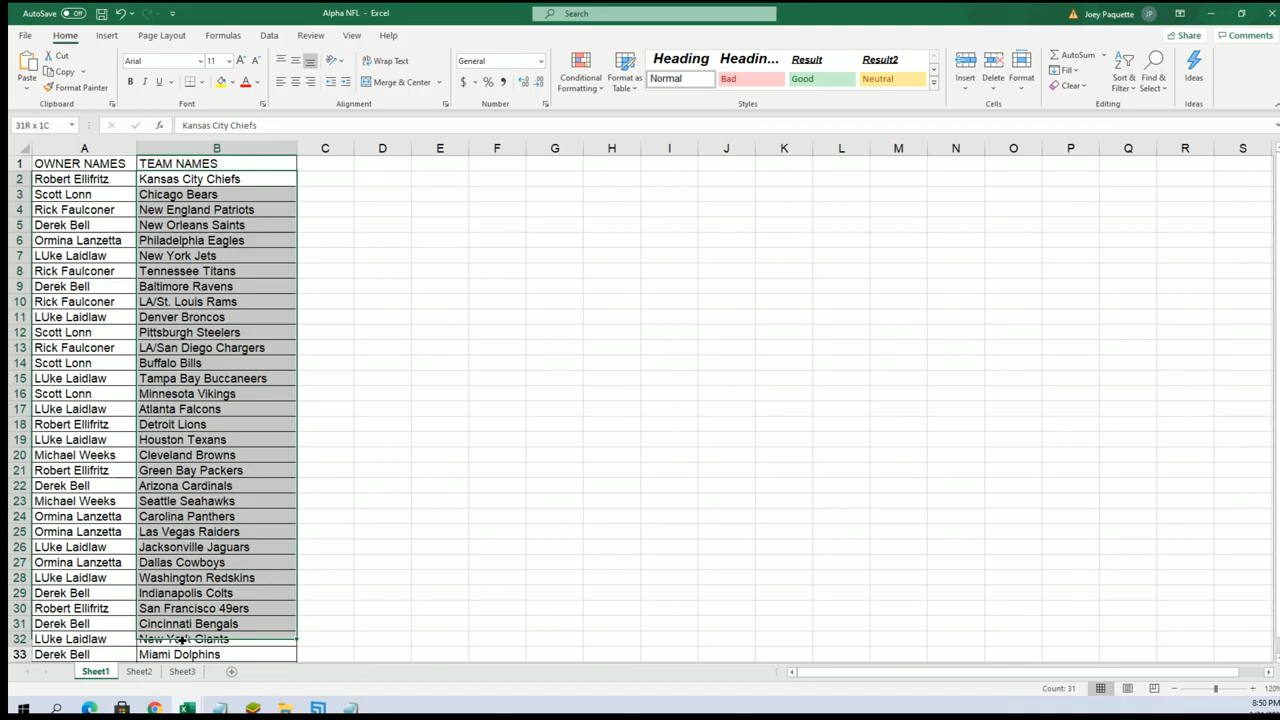 AutoSave Off Alpha NFL - Excel Search Joey Paquette JP
File Home Insert Page Layout Formulas Data Review View Help Share Comments
Paste Cut Copy Format Painter Clipboard
Arial 11 B I U A Font
Wrap Text Merge & Center Alignment
General $ % Number
Conditional Formatting Format as Table
Heading Headin... Result Result2
Normal Bad Good Neutral
Styles
Insert Delete Format Cells
AutoSum Fill Clear Sort & Filter Find & Select Editing
Ideas Ideas
31R x 1C fx Kansas City Chiefs
A B C D E F G H I J K L M N O P Q R S
1 OWNER NAMES TEAM NAMES
2 Robert Ellifritz Kansas City Chiefs
3 Scott Lonn Chicago Bears
4 Rick Faulconer New England Patriots
5 Derek Bell New Orleans Saints
6 Ormina Lanzetta Philadelphia Eagles
7 LUke Laidlaw New York Jets
8 Rick Faulconer Tennessee Titans
9 Derek Bell Baltimore Ravens
10 Rick Faulconer LA/St. Louis Rams
11 LUke Laidlaw Denver Broncos
12 Scott Lonn Pittsburgh Steelers
13 Rick Faulconer LA/San Diego Chargers
14 Scott Lonn Buffalo Bills
15 LUke Laidlaw Tampa Bay Buccaneers
16 Scott Lonn Minnesota Vikings
17 LUke Laidlaw Atlanta Falcons
18 Robert Ellifritz Detroit Lions
19 LUke Laidlaw Houston Texans
20 Michael Weeks Cleveland Browns
21 Robert Ellifritz Green Bay Packers
22 Derek Bell Arizona Cardinals
23 Michael Weeks Seattle Seahawks
24 Ormina Lanzetta Carolina Panthers
25 Ormina Lanzetta Las Vegas Raiders
26 LUke Laidlaw Jacksonville Jaguars
27 Ormina Lanzetta Dallas Cowboys
28 LUke Laidlaw Washington Redskins
29 Derek Bell Indianapolis Colts
30 Robert Ellifritz San Francisco 49ers
31 Derek Bell Cincinnati Bengals
32 LUke Laidlaw New York Giants
33 Derek Bell Miami Dolphins
Sheet1 Sheet2 Sheet3
Count: 31 120%
8:50 PM